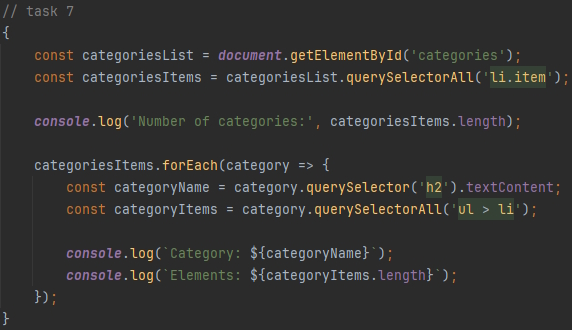 // task 7
{
    const categoriesList = document.getElementById('categories');
    const categoriesItems = categoriesList.querySelectorAll('li.item');

    console.log('Number of categories:', categoriesItems.length);

    categoriesItems.forEach(category => {
        const categoryName = category.querySelector('h2').textContent;
        const categoryItems = category.querySelectorAll('ul > li');

        console.log(`Category: ${categoryName}`);
        console.log(`Elements: ${categoryItems.length}`);
    });
}